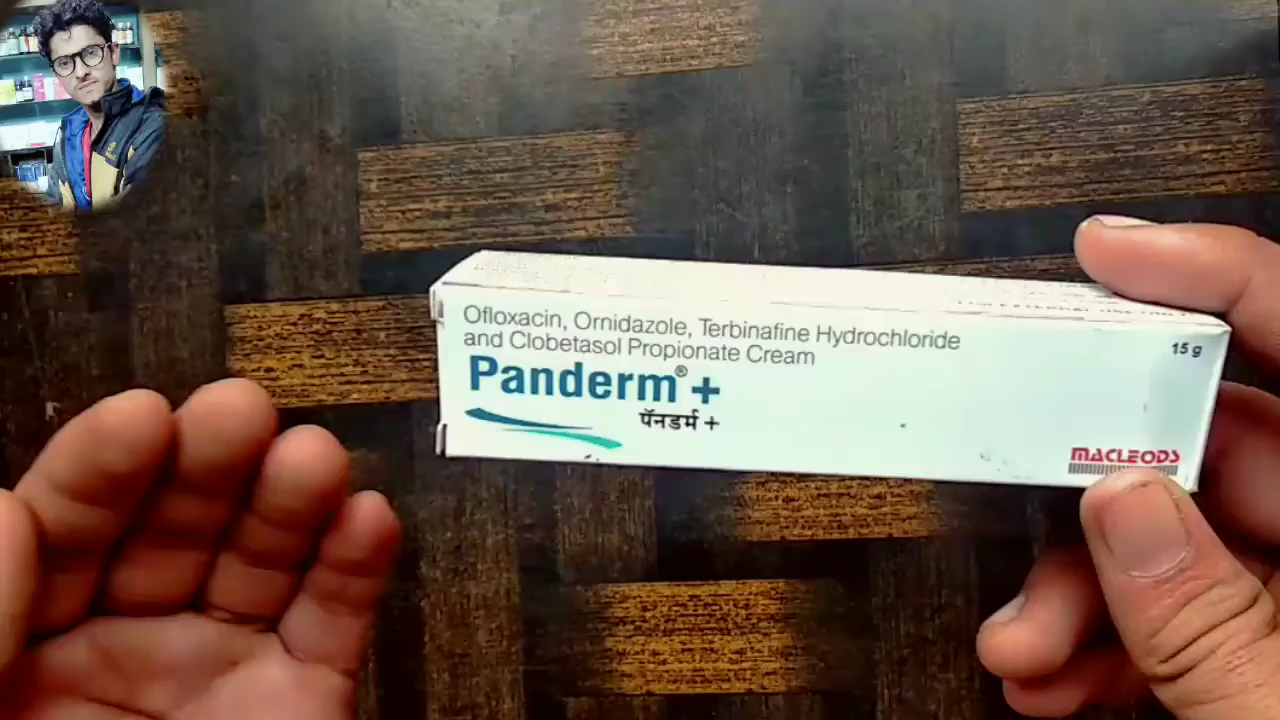 Ofloxacin, Ornidazole, Terbinafine Hydrochloride
and Clobetasol Propionate Cream
Panderm®+
पॅनडर्म +
15 g
MACLEODS